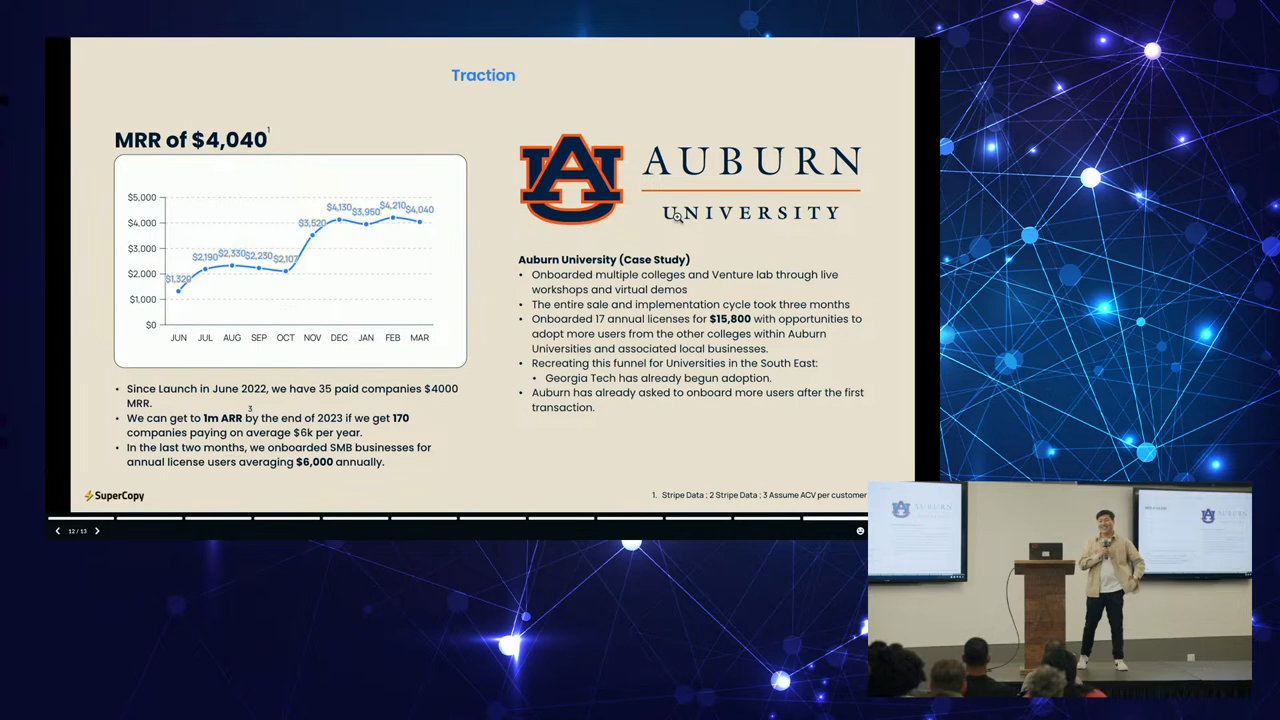 Traction
MRR of $4,040
1
$5,000
$4,000
$3,000
$2,000
$1,000
$0
$1,320
$2,190
$2,330
$2,230
$2,107
$3,520
$4,130
$3,950
$4,210
$4,040
JUN
JUL
AUG
SEP
OCT
NOV
DEC
JAN
FEB
MAR
• Since Launch in June 2022, we have 35 paid companies $4000
MRR.
3
• We can get to 1m ARR by the end of 2023 if we get 170
companies paying on average $6k per year.
• In the last two months, we onboarded SMB businesses for
annual license users averaging $6,000 annually.
AU
AUBURN
UNIVERSITY
Auburn University (Case Study)
• Onboarded multiple colleges and Venture lab through live
workshops and virtual demos
• The entire sale and implementation cycle took three months
• Onboarded 17 annual licenses for $15,800 with opportunities to
adopt more users from the other colleges within Auburn
Universities and associated local businesses.
• Recreating this funnel for Universities in the South East:
• Georgia Tech has already begun adoption.
• Auburn has already asked to onboard more users after the first
transaction.
SuperCopy
1. Stripe Data ; 2 Stripe Data ; 3 Assume ACV per customer
12 / 13